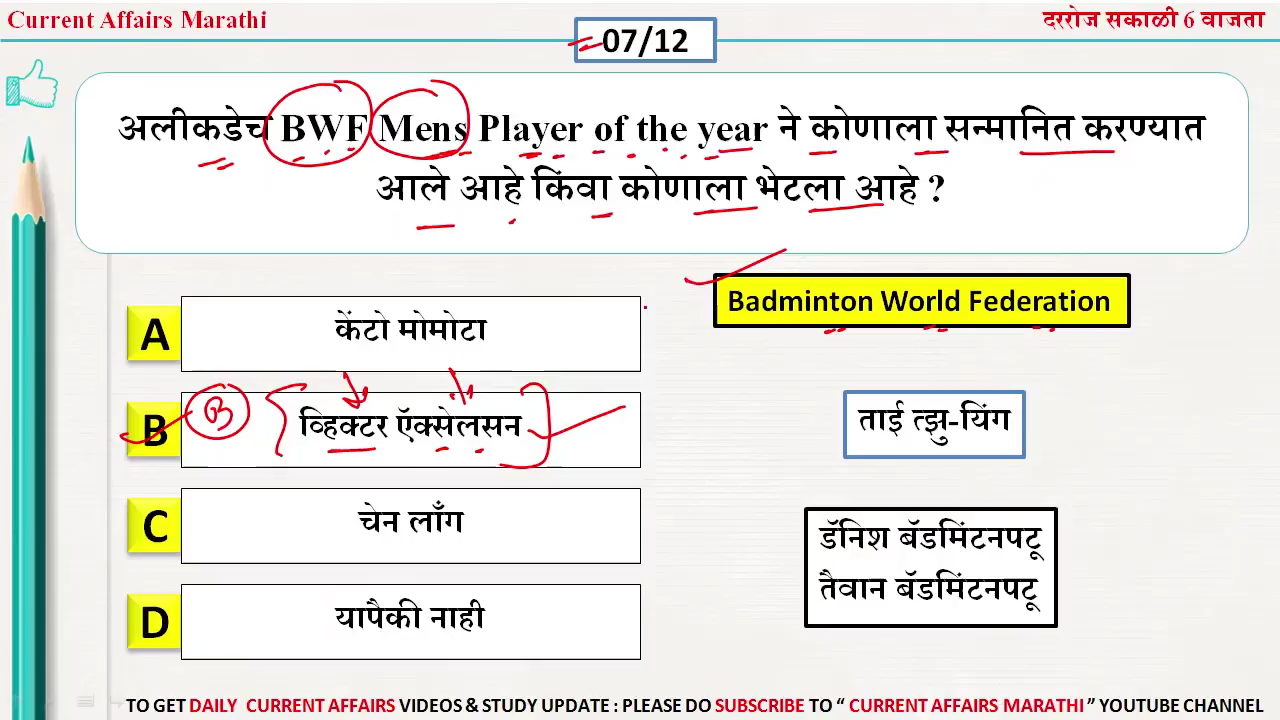 Current Affairs Marathi
दररोज सकाळी 6 वाजता
07/12
अलीकडेच BWF Mens Player of the year ने कोणाला सन्मानित करण्यात
आले आहे किंवा कोणाला भेटला आहे ?
Badminton World Federation
A
केंटो मोमोटा
B
B
व्हिक्टर ऍक्सेलसन
ताई त्झु-यिंग
C
चेन लाँग
डॅनिश बॅडमिंटनपटू
तैवान बॅडमिंटनपटू
D
यापैकी नाही
TO GET DAILY CURRENT AFFAIRS VIDEOS & STUDY UPDATE : PLEASE DO SUBSCRIBE TO “ CURRENT AFFAIRS MARATHI ” YOUTUBE CHANNEL